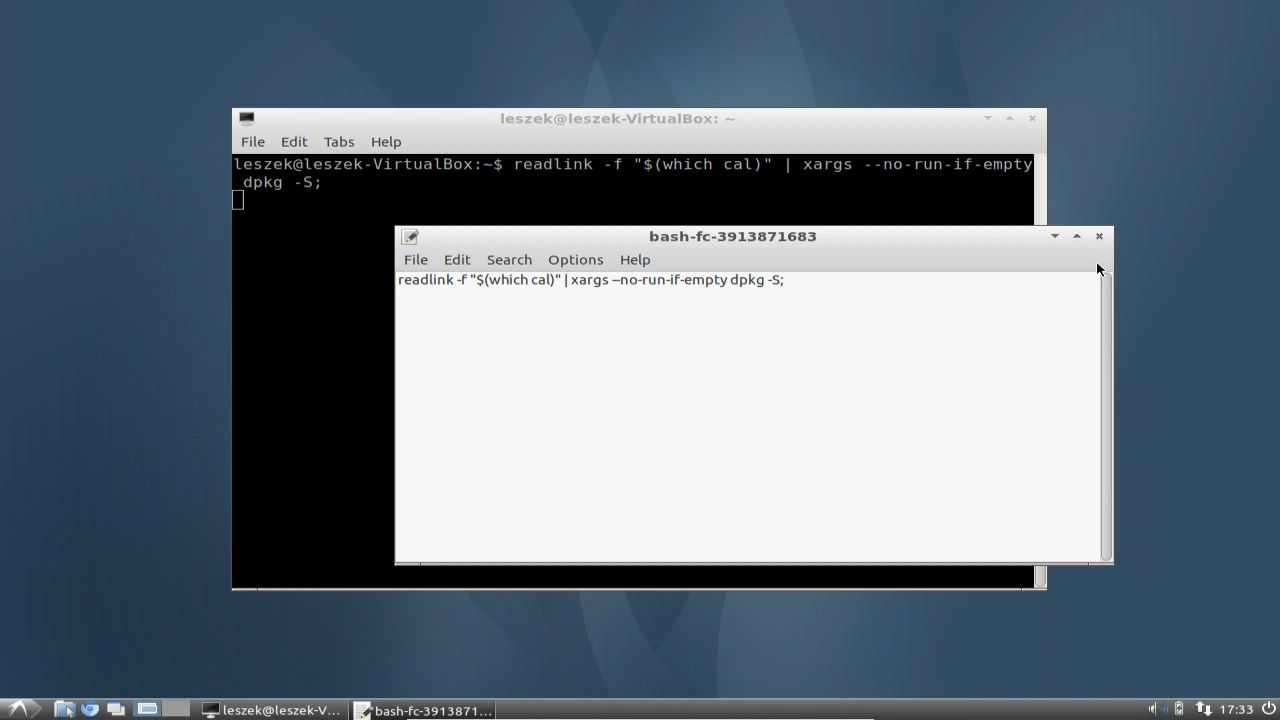 leszek@leszek-VirtualBox: ~
File Edit Tabs Help
leszek@leszek-VirtualBox:~$ readlink -f "$(which cal)" | xargs --no-run-if-empty
dpkg -S;
bash-fc-3913871683
File Edit Search Options Help
readlink -f "$(which cal)" | xargs --no-run-if-empty dpkg -S;
leszek@leszek-V... bash-fc-3913871... 17:33